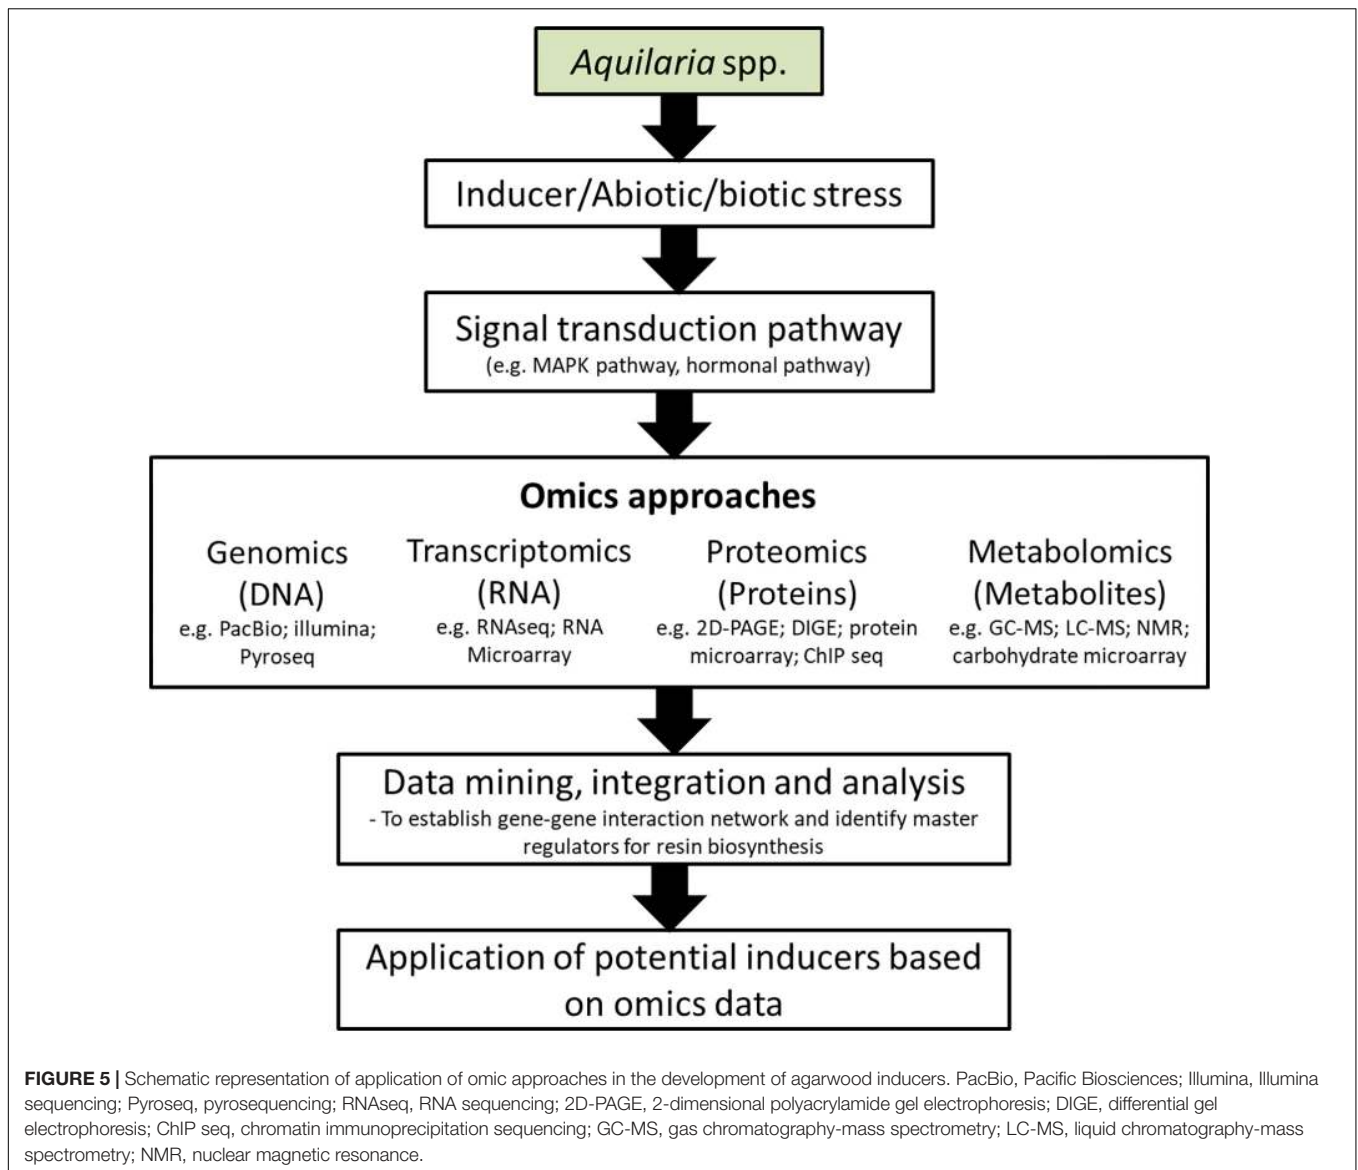 Aquilaria spp.
Inducer/Abiotic/biotic stress
Signal transduction pathway
(e.g. MAPK pathway, hormonal pathway)
Omics approaches
Genomics
(DNA)
e.g. PacBio; illumina;
Pyroseq
Transcriptomics
(RNA)
e.g. RNAseq; RNA
Microarray
Proteomics
(Proteins)
e.g. 2D-PAGE; DIGE; protein
microarray; ChIP seq
Metabolomics
(Metabolites)
e.g. GC-MS; LC-MS; NMR;
carbohydrate microarray
Data mining, integration and analysis
- To establish gene-gene interaction network and identify master
regulators for resin biosynthesis
Application of potential inducers based
on omics data
FIGURE 5 | Schematic representation of application of omic approaches in the development of agarwood inducers. PacBio, Pacific Biosciences; Illumina, Illumina
sequencing; Pyroseq, pyrosequencing; RNAseq, RNA sequencing; 2D-PAGE, 2-dimensional polyacrylamide gel electrophoresis; DIGE, differential gel
electrophoresis; ChIP seq, chromatin immunoprecipitation sequencing; GC-MS, gas chromatography-mass spectrometry; LC-MS, liquid chromatography-mass
spectrometry; NMR, nuclear magnetic resonance.